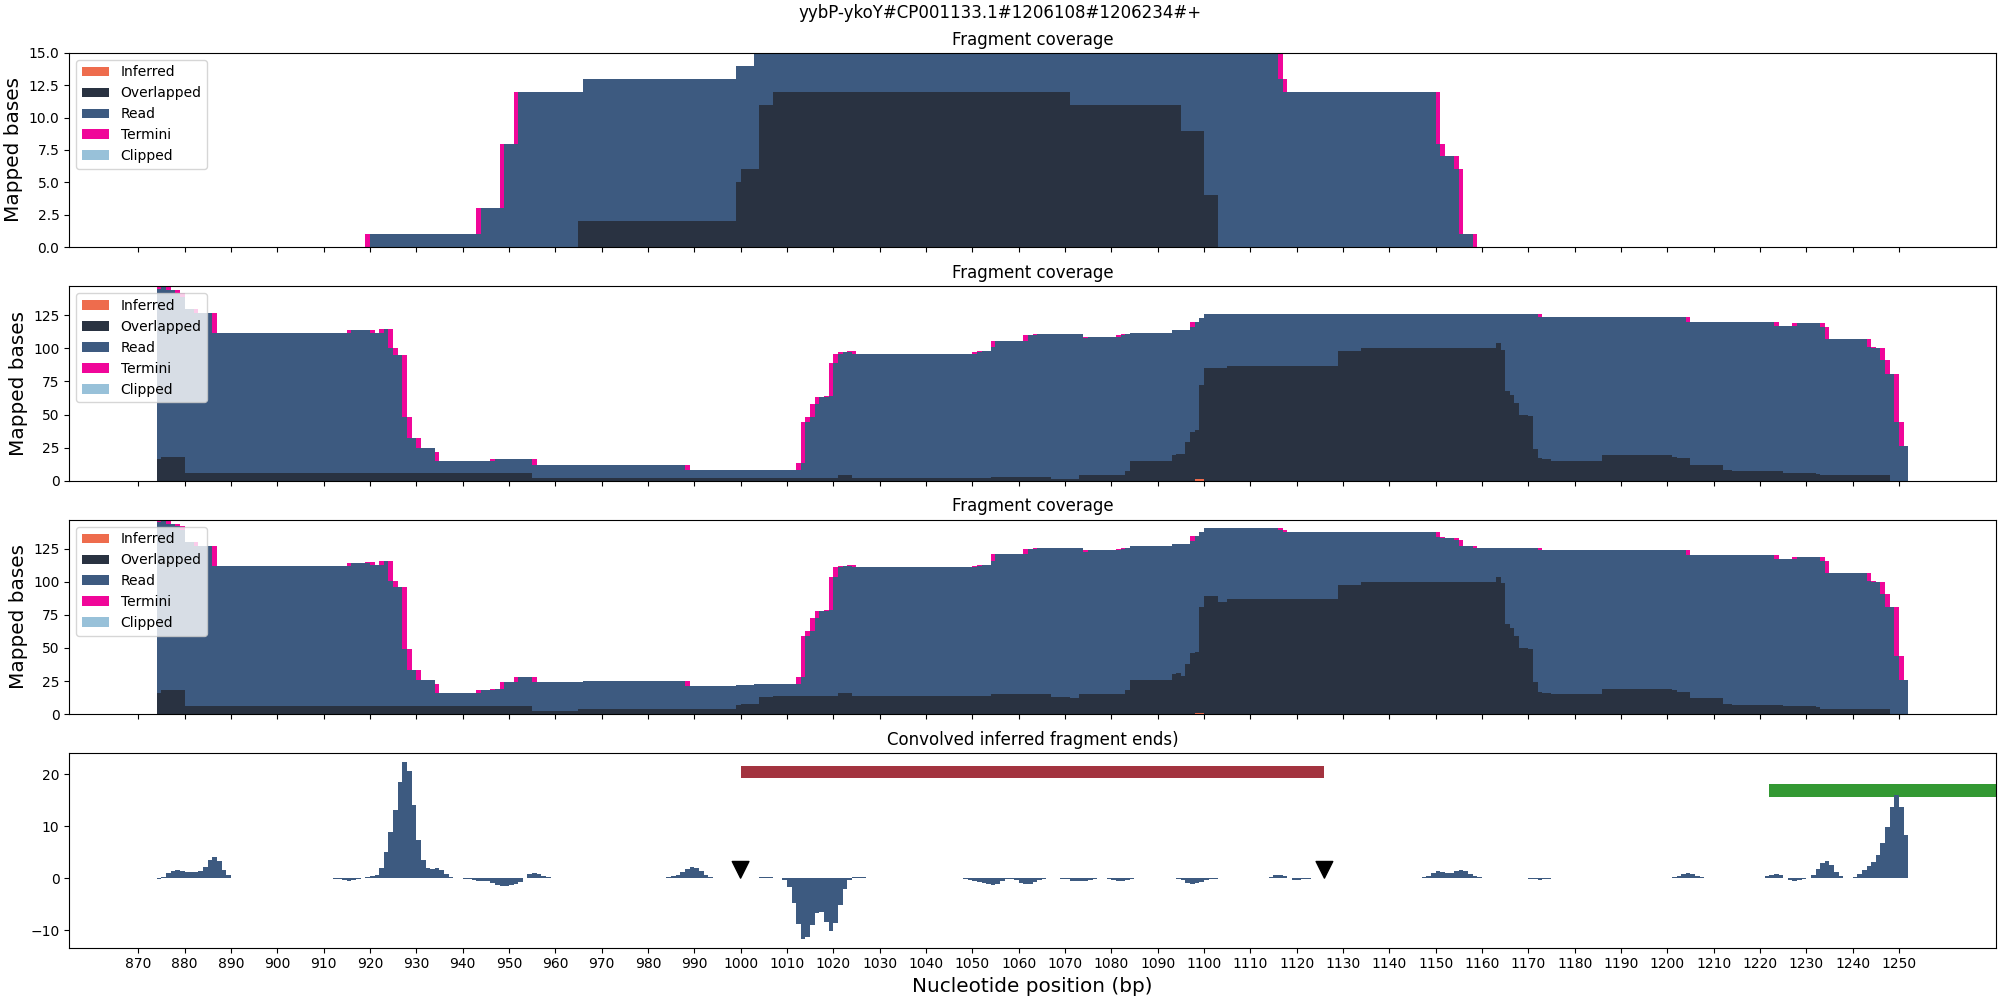 yybP-ykoY#CP001133.1#1206108#1206234#+
Fragment coverage
15.0
12.5
10.0
7.5
5.0
2.5
0.0
Mapped bases
Inferred
Overlapped
Read
Termini
Clipped
Fragment coverage
125
100
75
50
25
0
Mapped bases
Inferred
Overlapped
Read
Termini
Clipped
Fragment coverage
125
100
75
50
25
0
Mapped bases
Inferred
Overlapped
Read
Termini
Clipped
Convolved inferred fragment ends)
20
10
0
−10
870 880 890 900 910 920 930 940 950 960 970 980 990 1000 1010 1020 1030 1040 1050 1060 1070 1080 1090 1100 1110 1120 1130 1140 1150 1160 1170 1180 1190 1200 1210 1220 1230 1240 1250
Nucleotide position (bp)